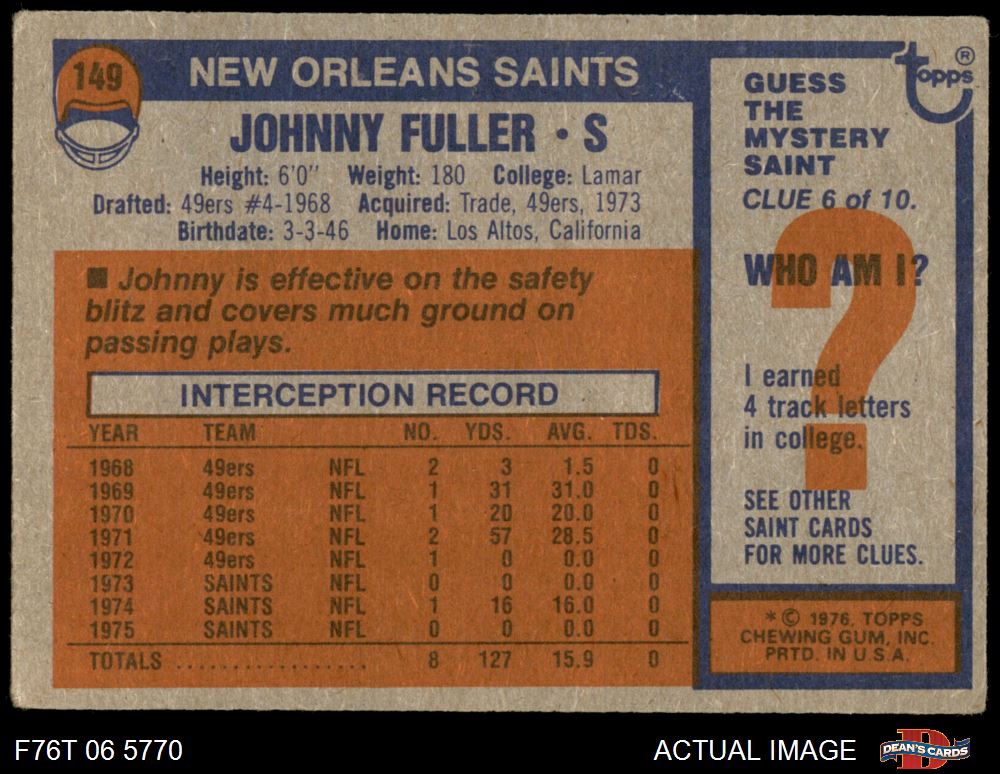 149
NEW ORLEANS SAINTS
JOHNNY FULLER • S
Height: 6'0" Weight: 180 College: Lamar
Drafted: 49ers #4-1968 Acquired: Trade, 49ers, 1973
Birthdate: 3-3-46 Home: Los Altos, California
■ Johnny is effective on the safety
blitz and covers much ground on
passing plays.
INTERCEPTION RECORD
YEAR TEAM NO. YDS. AVG. TDS.
1968 49ers NFL 2 3 1.5 0
1969 49ers NFL 1 31 31.0 0
1970 49ers NFL 1 20 20.0 0
1971 49ers NFL 2 57 28.5 0
1972 49ers NFL 1 0 0.0 0
1973 SAINTS NFL 0 0 0.0 0
1974 SAINTS NFL 1 16 16.0 0
1975 SAINTS NFL 0 0 0.0 0
TOTALS .................. 8 127 15.9 0
topps ®
GUESS
THE
MYSTERY
SAINT
CLUE 6 of 10.
?
WHO AM I?
I earned
4 track letters
in college.
SEE OTHER
SAINT CARDS
FOR MORE CLUES.
* © 1976, TOPPS
CHEWING GUM, INC.
PRTD. IN U.S.A.
F76T 06 5770
ACTUAL IMAGE
D
DEAN'S CARDS